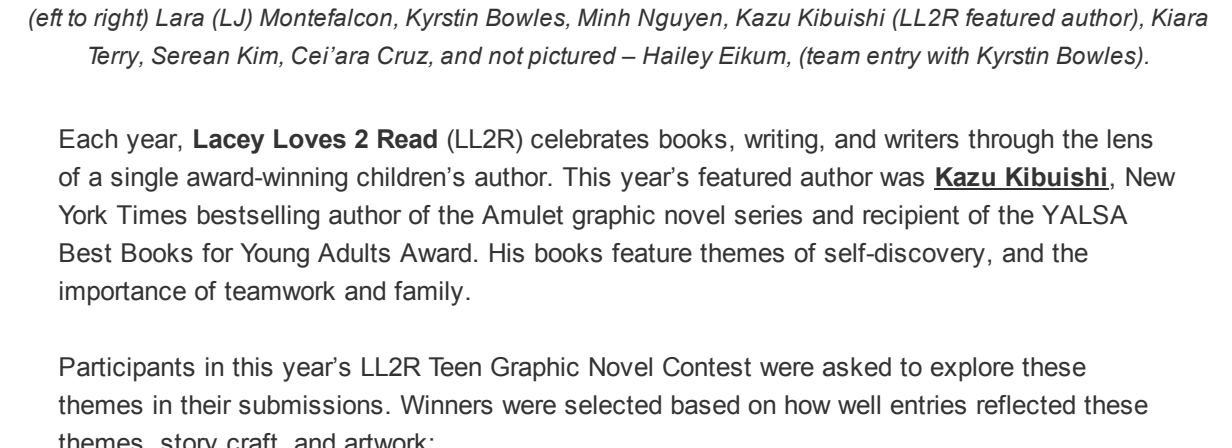 (eft to right) Lara (LJ) Montefalcon, Kyrstin Bowles, Minh Nguyen, Kazu Kibuishi (LL2R featured author), Kiara
Terry, Serean Kim, Cei’ara Cruz, and not pictured – Hailey Eikum, (team entry with Kyrstin Bowles).
Each year, Lacey Loves 2 Read (LL2R) celebrates books, writing, and writers through the lens
of a single award-winning children’s author. This year’s featured author was Kazu Kibuishi, New
York Times bestselling author of the Amulet graphic novel series and recipient of the YALSA
Best Books for Young Adults Award. His books feature themes of self-discovery, and the
importance of teamwork and family.
Participants in this year’s LL2R Teen Graphic Novel Contest were asked to explore these
themes in their submissions. Winners were selected based on how well entries reflected these
themes, story craft, and artwork: